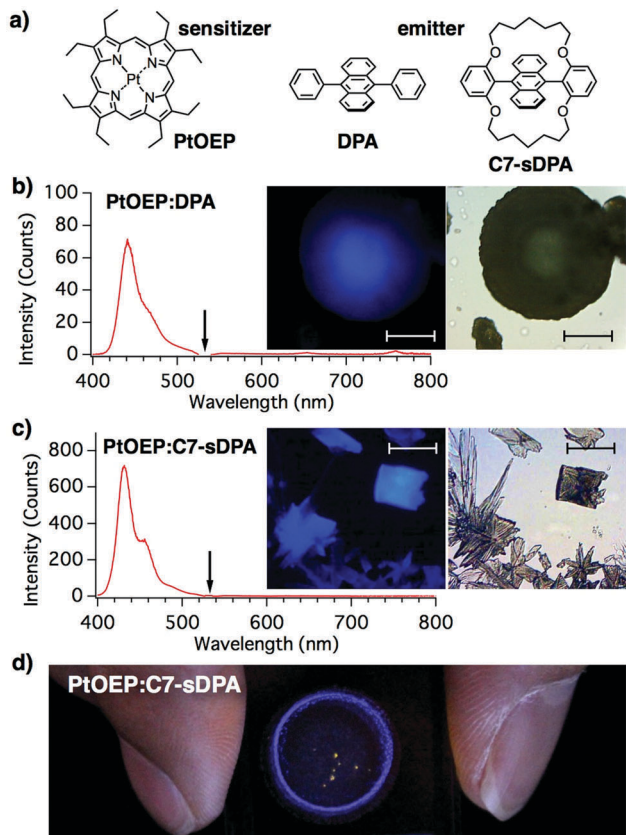 a)
sensitizer
emitter
N
N
Pt
N
N
PtOEP
DPA
O
O
O
O
C7-sDPA
b)
PtOEP:DPA
100
80
60
40
20
0
Intensity (Counts)
400 500 600 700 800
Wavelength (nm)
c)
PtOEP:C7-sDPA
800
600
400
200
0
Intensity (Counts)
400 500 600 700 800
Wavelength (nm)
d)
PtOEP:C7-sDPA